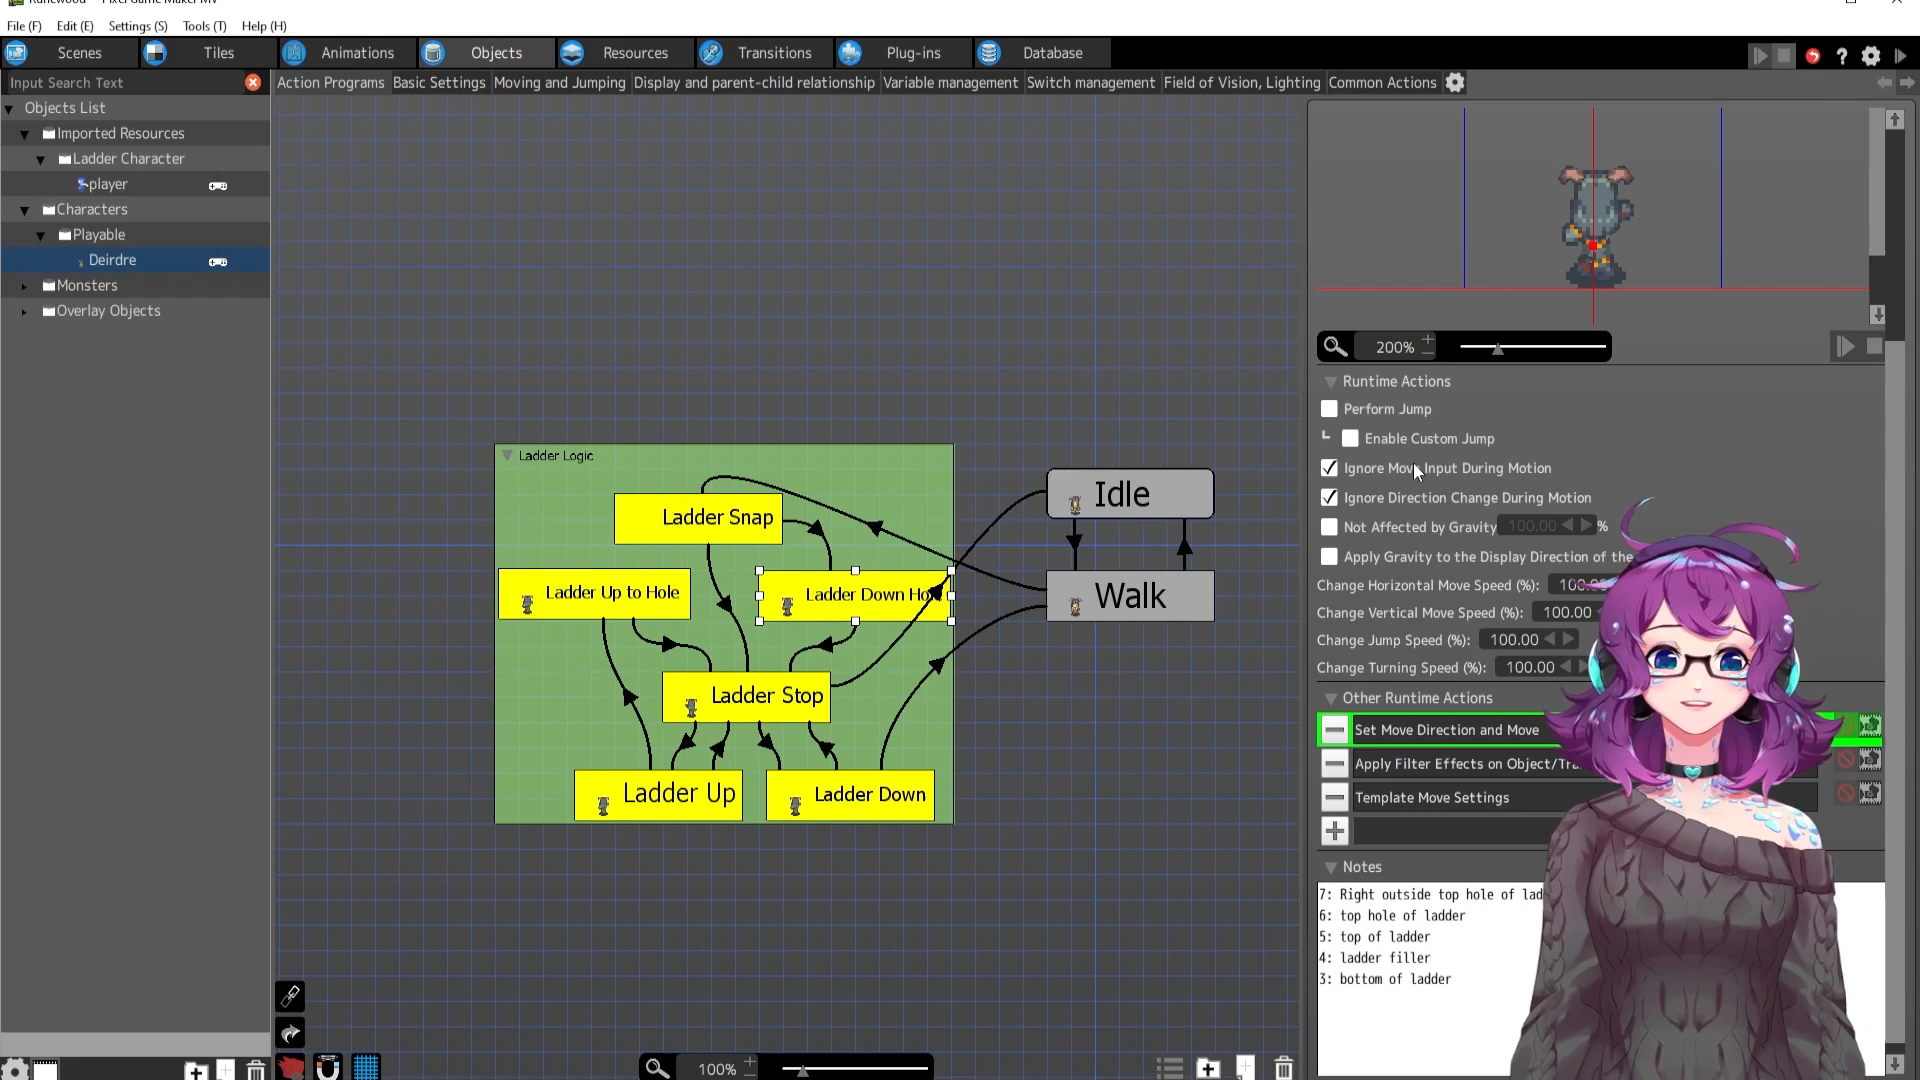 File (F) Edit (E) Settings (S) Tools (T) Help (H)
Scenes Tiles Animations Objects Resources Transitions Plug-ins Database
Input Search Text
Action Programs Basic Settings Moving and Jumping Display and parent-child relationship Variable management Switch management Field of Vision, Lighting Common Actions
Objects List
Imported Resources
Ladder Character
player
Characters
Playable
Deirdre
Monsters
Overlay Objects
Ladder Logic
Ladder Snap
Ladder Up to Hole
Ladder Down
Ladder Stop
Ladder Up
Ladder Down
Idle
Walk
100%
200%
Runtime Actions
Perform Jump
Enable Custom Jump
Ignore Move Input During Motion
Ignore Direction Change During Motion
Not Affected by Gravity 100.00 %
Apply Gravity to the Display Direction of the
Change Horizontal Move Speed (%):
Change Vertical Move Speed (%): 100.00
Change Jump Speed (%): 100.00
Change Turning Speed (%): 100.00
Other Runtime Actions
Set Move Direction and Move
Apply Filter Effects on
Template Move Settings
Notes
7: Right outside top hole of
6: top hole of ladder
5: top of ladder
4: ladder filler
3: bottom of ladder